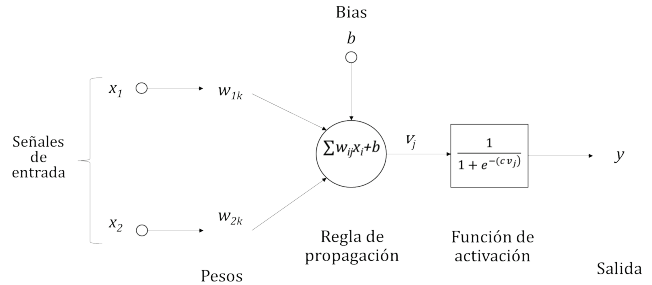 Bias
b
x₁
w₁ₖ
Señales
de
entrada
∑wᵢⱼxᵢ+b
vⱼ
1
1 + e^−(c vⱼ)
y
x₂
w₂ₖ
Regla de
propagación
Función de
activación
Pesos
Salida